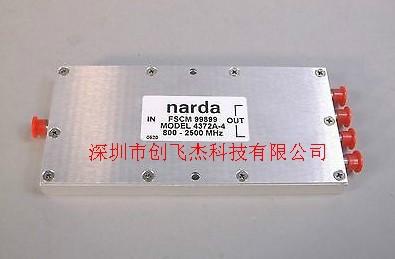 narda
IN FSCM 99899 OUT
MODEL 4372A-4
0620 800 - 2500 MHz
深圳市创飞杰科技有限公司